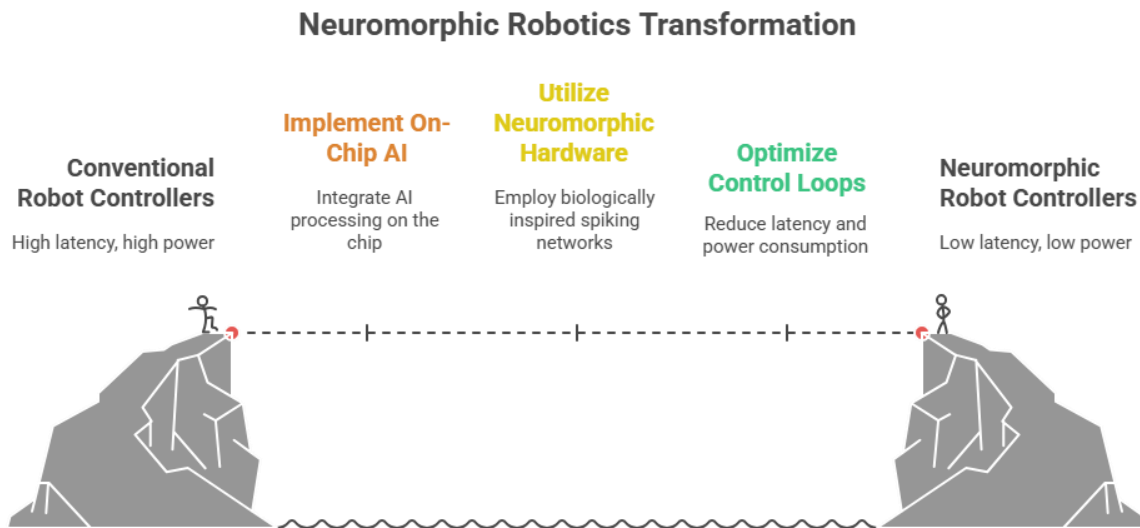 Neuromorphic Robotics Transformation
Conventional
Robot Controllers
High latency, high power
Implement On-
Chip AI
Integrate AI
processing on the
chip
Utilize
Neuromorphic
Hardware
Employ biologically
inspired spiking
networks
Optimize
Control Loops
Reduce latency and
power consumption
Neuromorphic
Robot Controllers
Low latency, low power